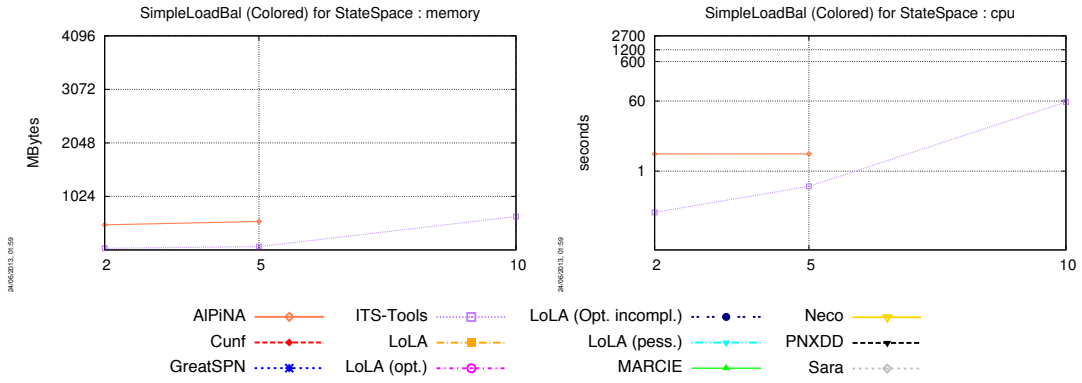 SimpleLoadBal (Colored) for StateSpace : memory
4096
3072
2048
1024
MBytes
2 5 10
24/06/2013, 01:59
SimpleLoadBal (Colored) for StateSpace : cpu
2700
1200
600
60
1
seconds
2 5 10
24/06/2013, 01:59
AlPiNA ITS-Tools LoLA (Opt. incompl.) Neco
Cunf LoLA LoLA (pess.) PNXDD
GreatSPN LoLA (opt.) MARCIE Sara